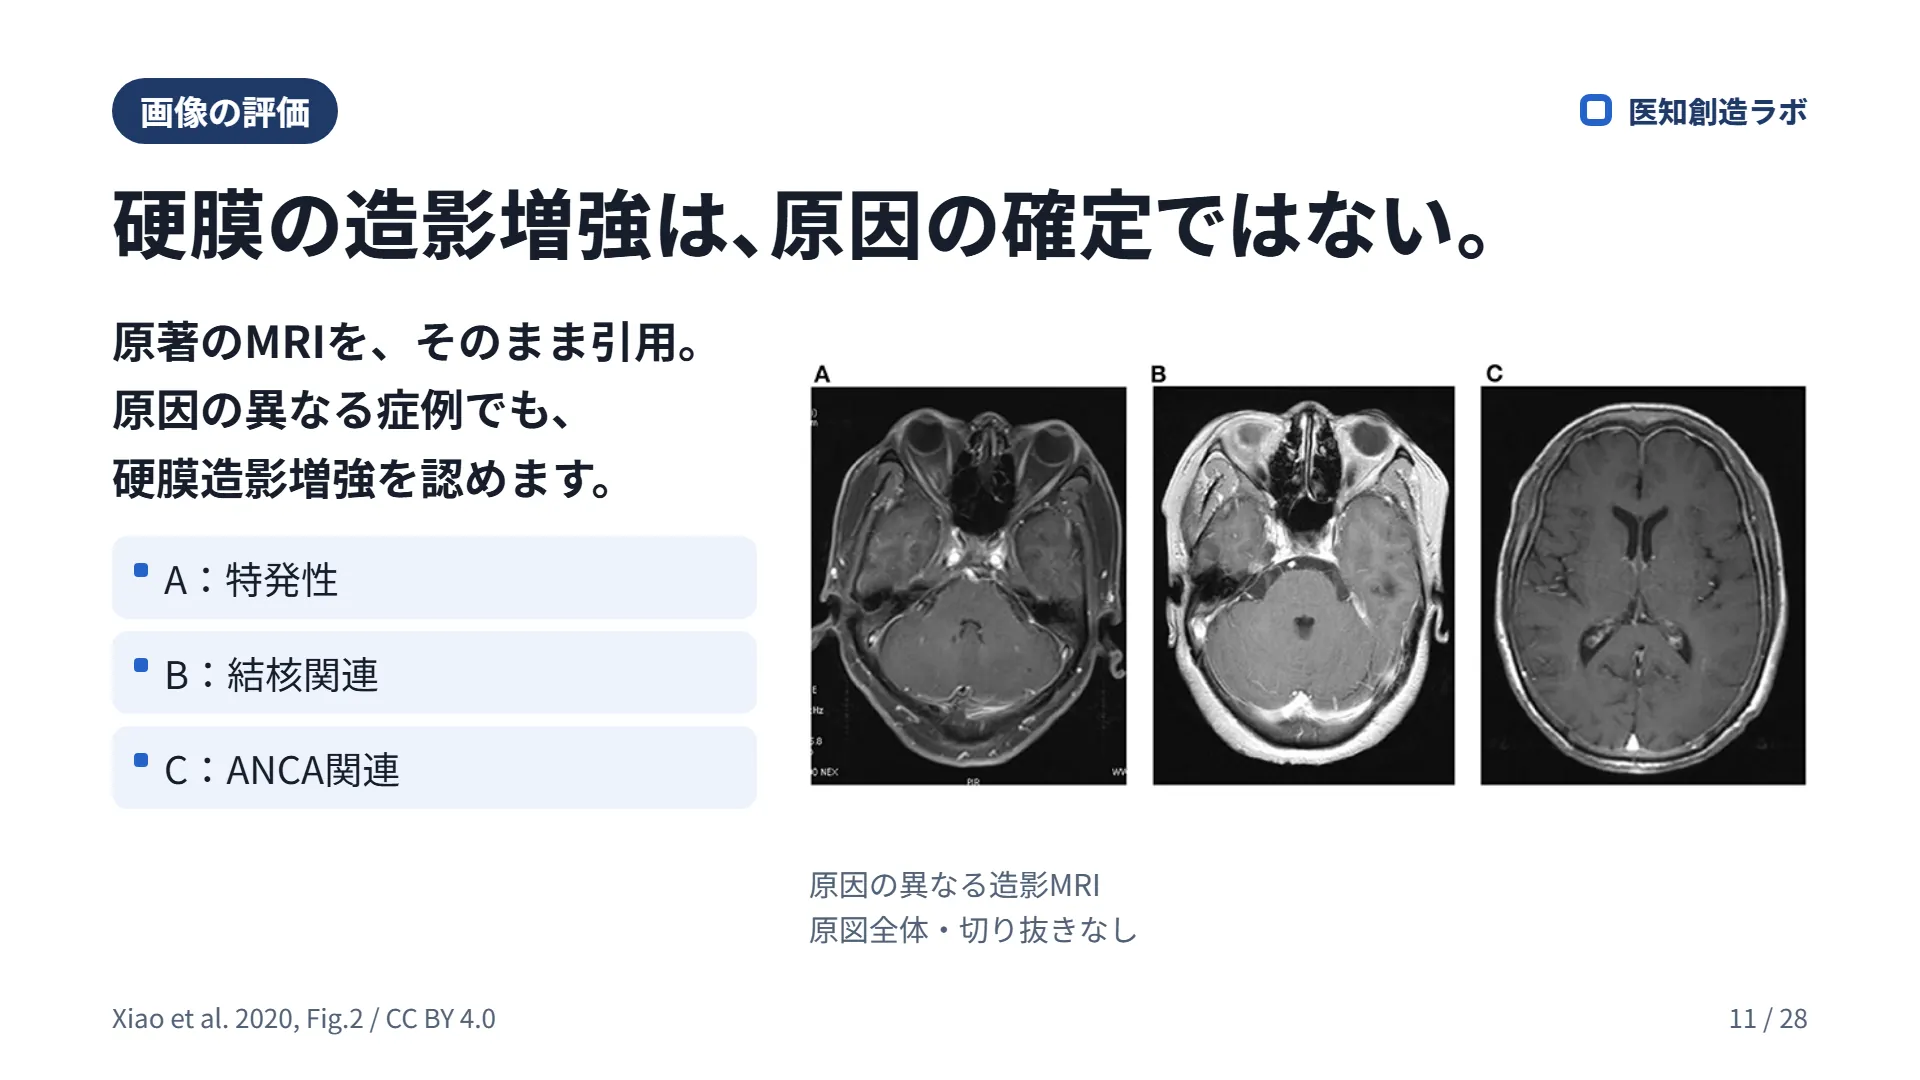 画像の評価
医知創造ラボ
硬膜の造影増強は、原因の確定ではない。
原著のMRIを、そのまま引用。
原因の異なる症例でも、
硬膜造影増強を認めます。
A：特発性
B：結核関連
C：ANCA関連
A
B
C
NEX
PIR
原因の異なる造影MRI
原図全体・切り抜きなし
Xiao et al. 2020, Fig.2 / CC BY 4.0
11 / 28